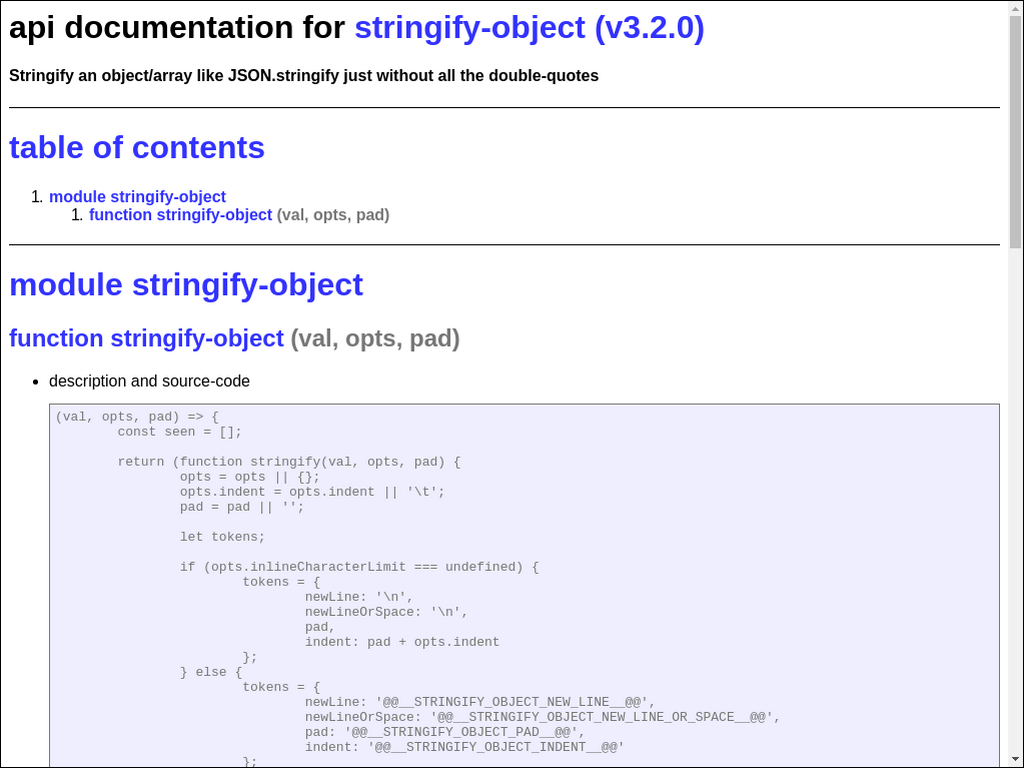 api documentation for stringify-object (v3.2.0)
Stringify an object/array like JSON.stringify just without all the double-quotes
table of contents
1. module stringify-object
1. function stringify-object (val, opts, pad)
module stringify-object
function stringify-object (val, opts, pad)
• description and source-code
(val, opts, pad) => {
const seen = [];
return (function stringify(val, opts, pad) {
opts = opts || {};
opts.indent = opts.indent || '\t';
pad = pad || '';
let tokens;
if (opts.inlineCharacterLimit === undefined) {
tokens = {
newLine: '\n',
newLineOrSpace: '\n',
pad,
indent: pad + opts.indent
};
} else {
tokens = {
newLine: '@@__STRINGIFY_OBJECT_NEW_LINE__@@',
newLineOrSpace: '@@__STRINGIFY_OBJECT_NEW_LINE_OR_SPACE__@@',
pad: '@@__STRINGIFY_OBJECT_PAD__@@',
indent: '@@__STRINGIFY_OBJECT_INDENT__@@'
};